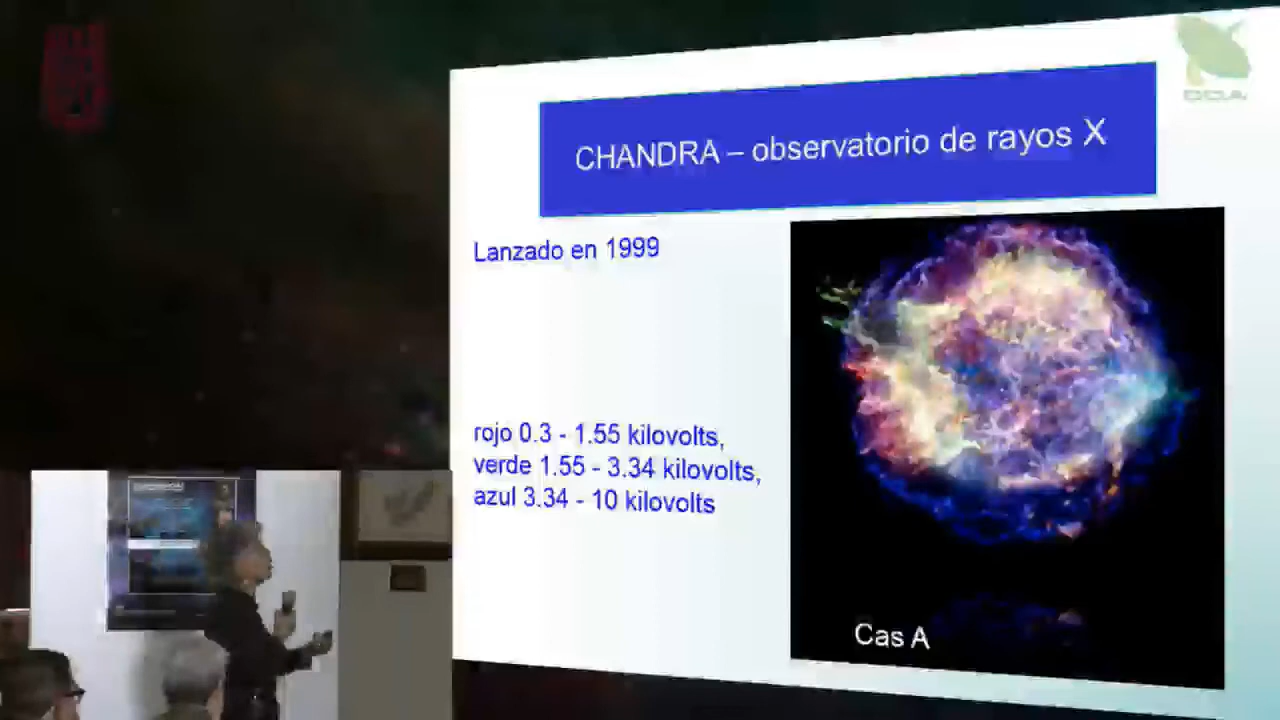 CHANDRA – observatorio de rayos X
Lanzado en 1999
rojo 0.3 - 1.55 kilovolts,
verde 1.55 - 3.34 kilovolts,
azul 3.34 - 10 kilovolts
Cas A